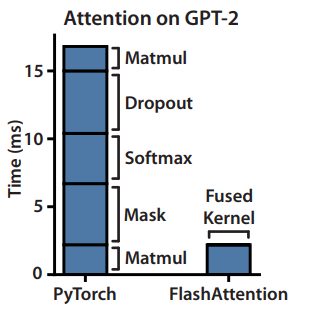 Attention on GPT-2
Time (ms)
15
10
5
0
Matmul
Dropout
Softmax
Mask
Matmul
Fused
Kernel
PyTorch
FlashAttention